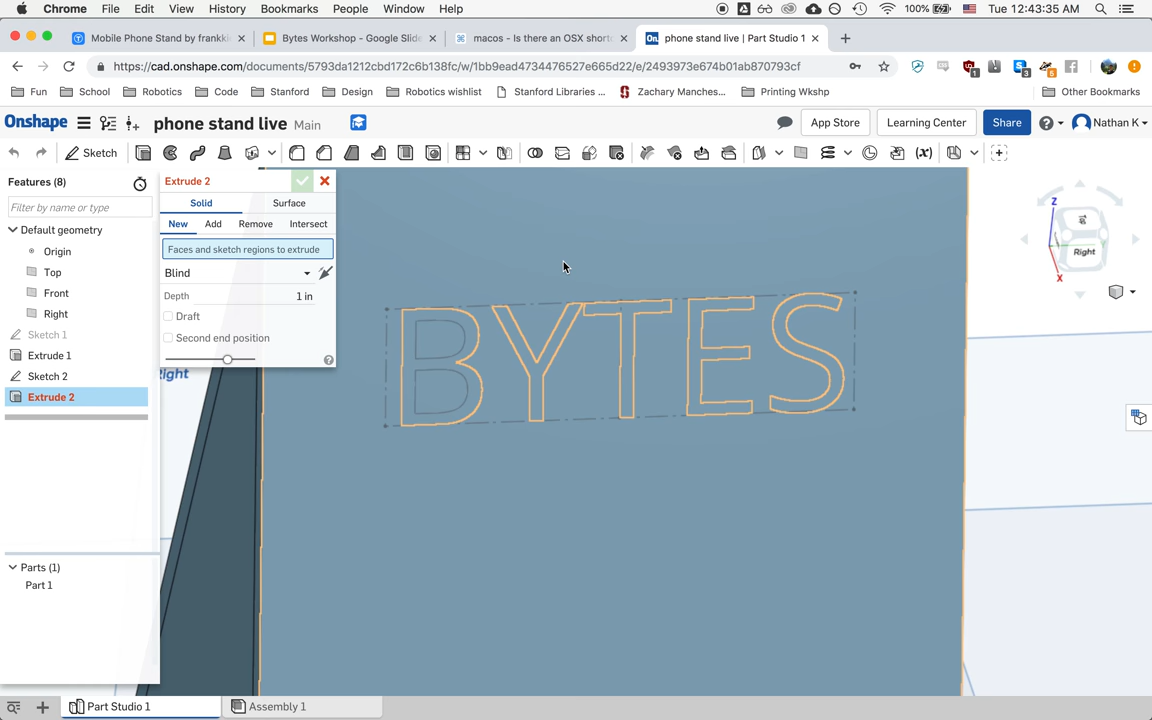 Chrome File Edit View History Bookmarks People Window Help 100% Tue 12:43:35 AM
Mobile Phone Stand by frankki Bytes Workshop - Google Slide macos - Is there an OSX short phone stand live | Part Studio 1
https://cad.onshape.com/documents/5793da1212cbd172c6b138fc/w/1bb9ead4734476527e665d22/e/2493973e674b01ab870793cf
Fun School Robotics Code Stanford Design Robotics wishlist Stanford Libraries ... Zachary Manches... Printing Wkshp Other Bookmarks
Onshape phone stand live Main App Store Learning Center Share Nathan K
Sketch
Features (8)
Filter by name or type
Default geometry
Origin
Top
Front
Right
Sketch 1
Extrude 1
Sketch 2
Extrude 2
Parts (1)
Part 1
Extrude 2
Solid Surface
New Add Remove Intersect
Faces and sketch regions to extrude
Blind
Depth 1 in
Draft
Second end position
Right
BYTES
Z
Right
X
Part Studio 1 Assembly 1